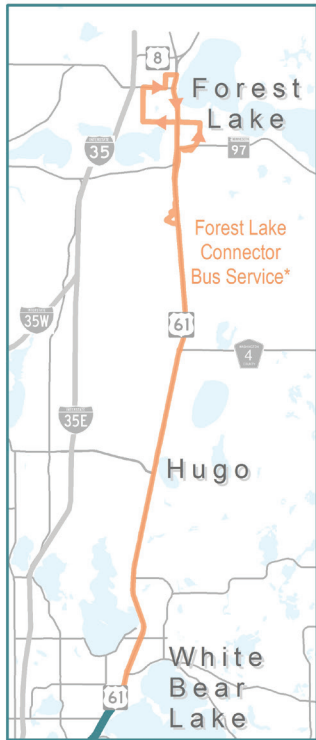 8
Forest
Lake
INTERSTATE
35
97
Forest Lake
Connector
Bus Service*
61
35W
4
35E
Hugo
White
61
Bear
Lake